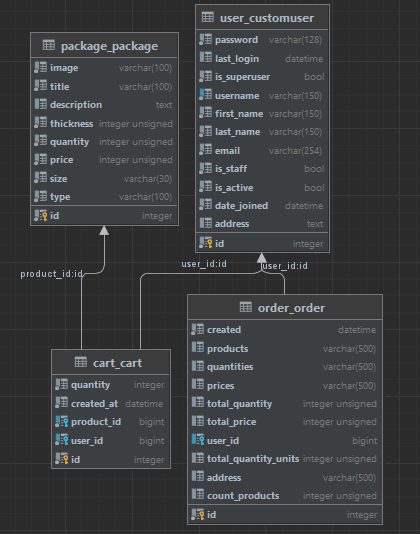 user_customuser
password varchar(128)
last_login datetime
is_superuser bool
username varchar(150)
first_name varchar(150)
last_name varchar(150)
email varchar(254)
is_staff bool
is_active bool
date_joined datetime
address text
id integer
package_package
image varchar(100)
title varchar(100)
description text
thickness integer unsigned
quantity integer unsigned
price integer unsigned
size varchar(30)
type varchar(100)
id integer
product_id:id
user_id:id
user_id:id
cart_cart
quantity integer
created_at datetime
product_id bigint
user_id bigint
id integer
order_order
created datetime
products varchar(500)
quantities varchar(500)
prices varchar(500)
total_quantity integer unsigned
total_price integer unsigned
user_id bigint
total_quantity_units integer unsigned
address varchar(500)
count_products integer unsigned
id integer